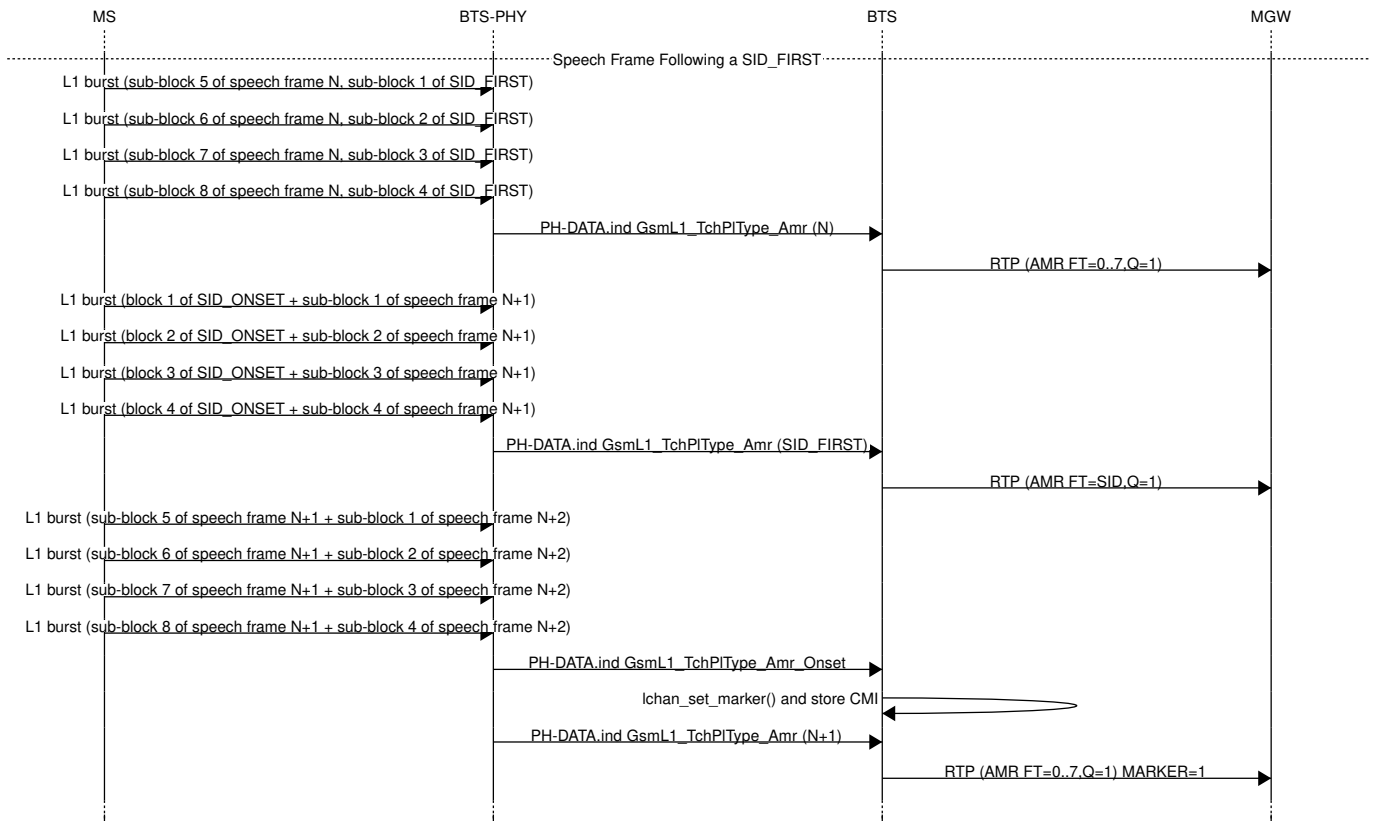 MS BTS-PHY BTS MGW
Speech Frame Following a SID_FIRST
L1 burst (sub-block 5 of speech frame N, sub-block 1 of SID_FIRST)
L1 burst (sub-block 6 of speech frame N, sub-block 2 of SID_FIRST)
L1 burst (sub-block 7 of speech frame N, sub-block 3 of SID_FIRST)
L1 burst (sub-block 8 of speech frame N, sub-block 4 of SID_FIRST)
PH-DATA.ind GsmL1_TchPlType_Amr (N)
RTP (AMR FT=0..7,Q=1)
L1 burst (block 1 of SID_ONSET + sub-block 1 of speech frame N+1)
L1 burst (block 2 of SID_ONSET + sub-block 2 of speech frame N+1)
L1 burst (block 3 of SID_ONSET + sub-block 3 of speech frame N+1)
L1 burst (block 4 of SID_ONSET + sub-block 4 of speech frame N+1)
PH-DATA.ind GsmL1_TchPlType_Amr (SID_FIRST)
RTP (AMR FT=SID,Q=1)
L1 burst (sub-block 5 of speech frame N+1 + sub-block 1 of speech frame N+2)
L1 burst (sub-block 6 of speech frame N+1 + sub-block 2 of speech frame N+2)
L1 burst (sub-block 7 of speech frame N+1 + sub-block 3 of speech frame N+2)
L1 burst (sub-block 8 of speech frame N+1 + sub-block 4 of speech frame N+2)
PH-DATA.ind GsmL1_TchPlType_Amr_Onset
lchan_set_marker() and store CMI
PH-DATA.ind GsmL1_TchPlType_Amr (N+1)
RTP (AMR FT=0..7,Q=1) MARKER=1